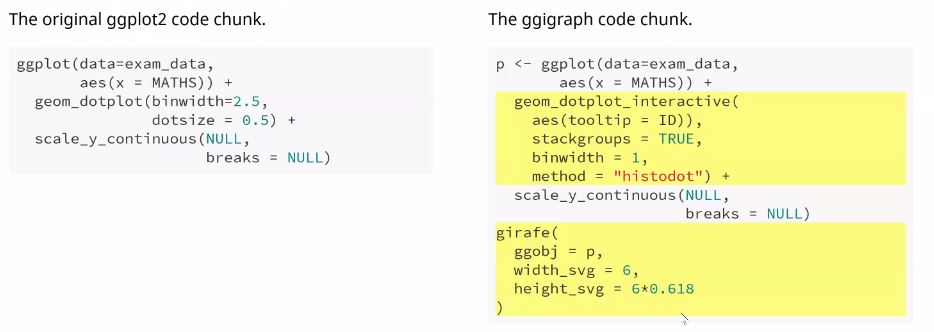 The original ggplot2 code chunk.
ggplot(data=exam_data,
       aes(x = MATHS)) +
  geom_dotplot(binwidth=2.5,
               dotsize = 0.5) +
  scale_y_continuous(NULL,
                     breaks = NULL)
The ggigraph code chunk.
p <- ggplot(data=exam_data,
       aes(x = MATHS)) +
  geom_dotplot_interactive(
    aes(tooltip = ID)),
    stackgroups = TRUE,
    binwidth = 1,
    method = "histodot") +
  scale_y_continuous(NULL,
                     breaks = NULL)
girafe(
  ggobj = p,
  width_svg = 6,
  height_svg = 6*0.618
)